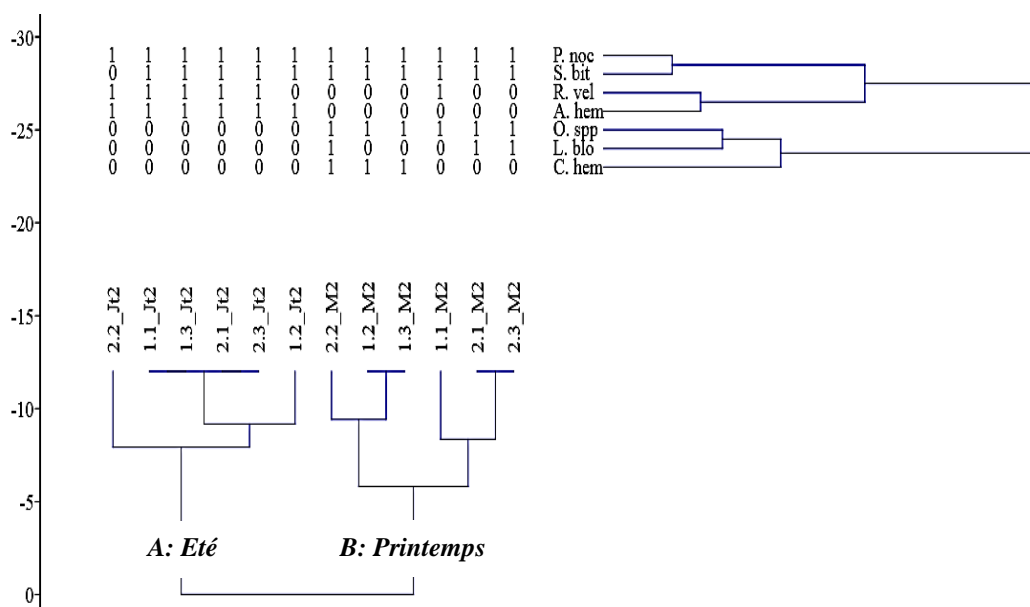 -30
1 1 1 1 1 1 1 1 1 1 1 1 P. noc
0 1 1 1 1 1 1 1 1 1 1 1 S. bit
1 1 1 1 1 0 0 0 0 1 0 0 R. vel
1 1 1 1 1 1 0 0 0 0 0 0 A. hem
-25
0 0 0 0 0 0 1 1 1 1 1 1 O. spp
0 0 0 0 0 0 1 0 0 0 1 1 L. blo
0 0 0 0 0 0 1 1 1 0 0 0 C. hem
-20
-15
2.2_Jt2 1.1_Jt2 1.3_Jt2 2.1_Jt2 2.3_Jt2 1.2_Jt2 2.2_M2 1.2_M2 1.3_M2 1.1_M2 2.1_M2 2.3_M2
-10
-5
A: Eté B: Printemps
0